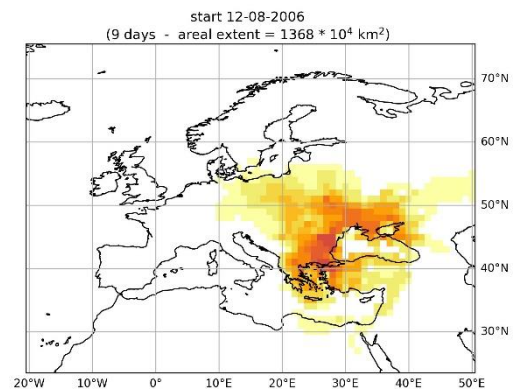 start 12-08-2006
(9 days - areal extent = 1368 * 10⁴ km²)
70°N
60°N
50°N
40°N
30°N
20°W 10°W 0° 10°E 20°E 30°E 40°E 50°E